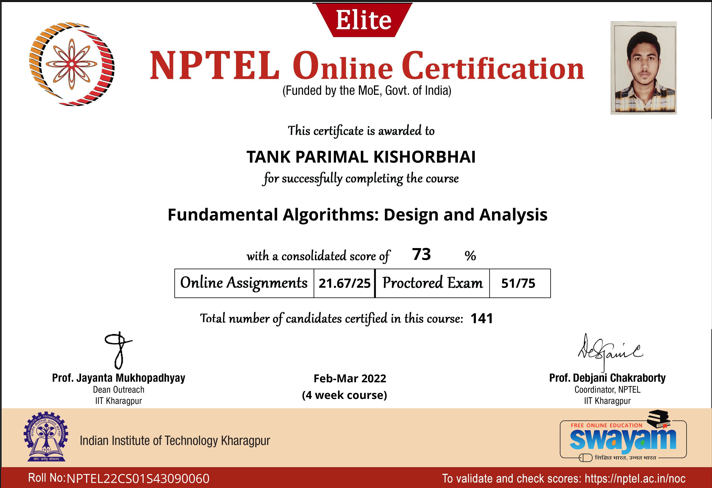 Elite
NPTEL Online Certification
(Funded by the MoE, Govt. of India)
This certificate is awarded to
TANK PARIMAL KISHORBHAI
for successfully completing the course
Fundamental Algorithms: Design and Analysis
with a consolidated score of 73 %
Online Assignments 21.67/25 Proctored Exam 51/75
Total number of candidates certified in this course: 141
Prof. Jayanta Mukhopadhyay
Dean Outreach
IIT Kharagpur
Feb-Mar 2022
(4 week course)
Prof. Debjani Chakraborty
Coordinator, NPTEL
IIT Kharagpur
Indian Institute of Technology Kharagpur
FREE ONLINE EDUCATION
swayam
शिक्षित भारत, उन्नत भारत
Roll No: NPTEL22CS01S43090060
To validate and check scores: https://nptel.ac.in/noc